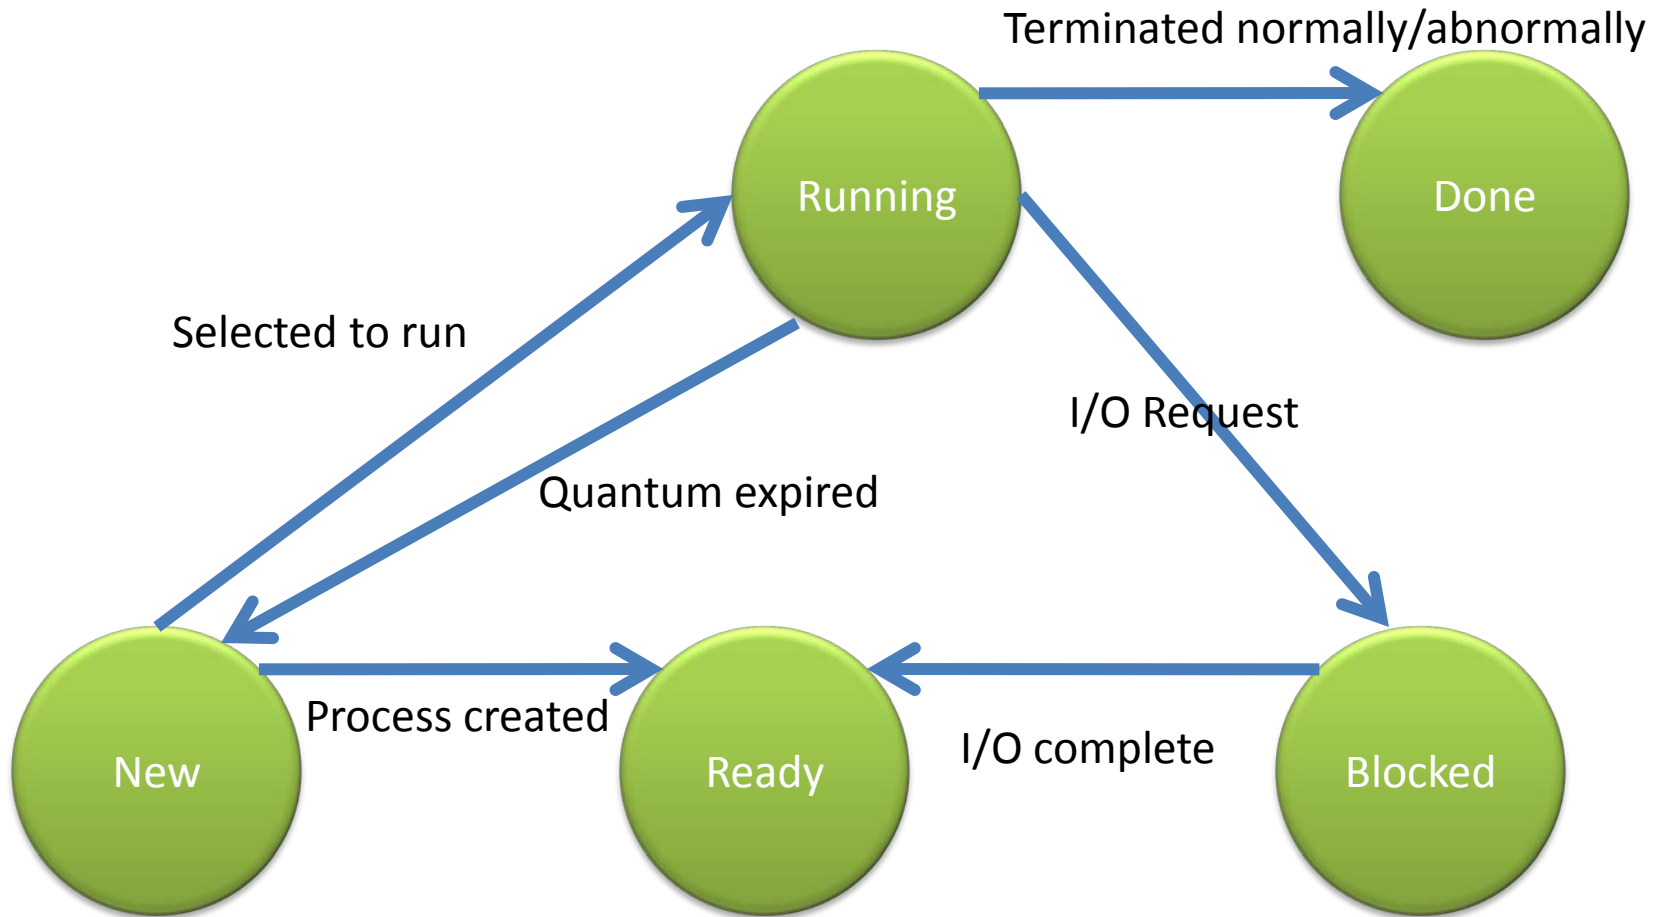 Terminated normally/abnormally
Running
Done
Selected to run
I/O Request
Quantum expired
Process created
I/O complete
New
Ready
Blocked